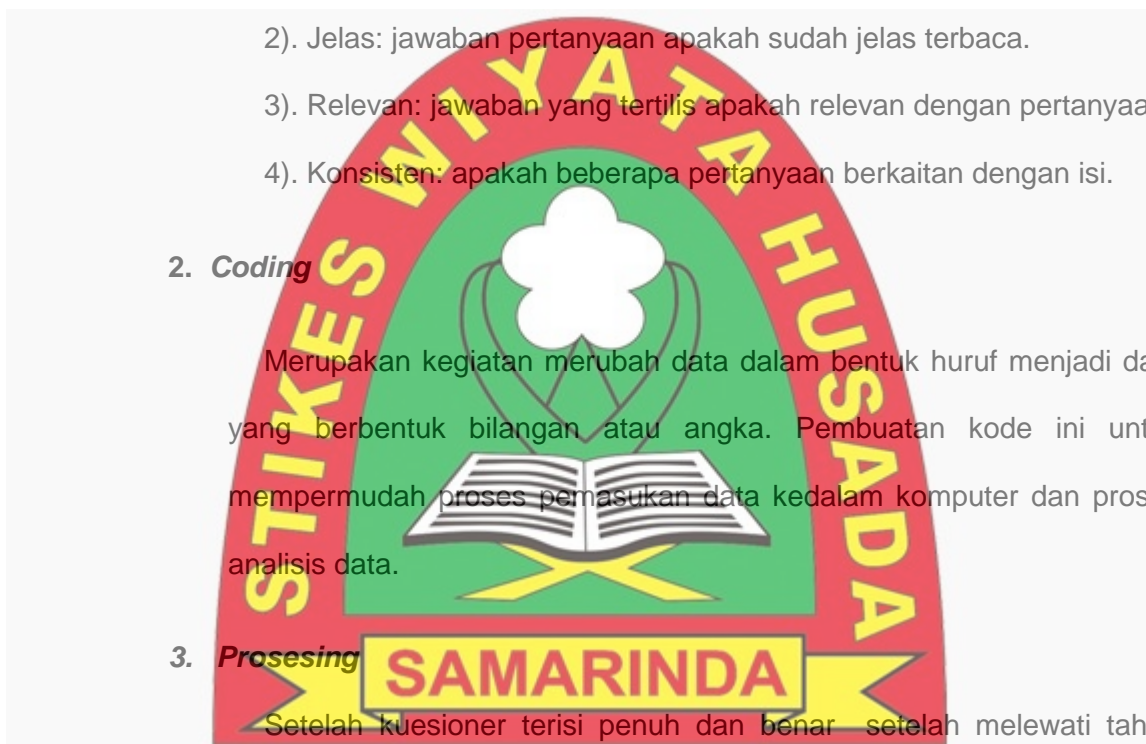 2). Jelas: jawaban pertanyaan apakah sudah jelas terbaca.
3). Relevan: jawaban yang tertilis apakah relevan dengan pertanyaa
4). Konsisten: apakah beberapa pertanyaan berkaitan dengan isi.
2. Coding
Merupakan kegiatan merubah data dalam bentuk huruf menjadi da
yang berbentuk bilangan atau angka. Pembuatan kode ini unt
mempermudah proses pemasukan data kedalam komputer dan pros
analisis data.
3. Prosesing
Setelah kuesioner terisi penuh dan benar setelah melewati tah
STIKES WIYATA HUSADA
SAMARINDA